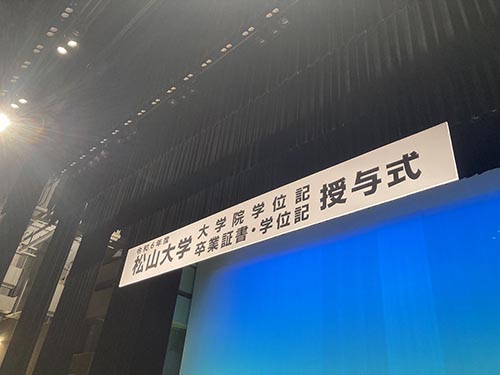 令和6年度
松山大学 大学院学位記
卒業証書・学位記 授与式